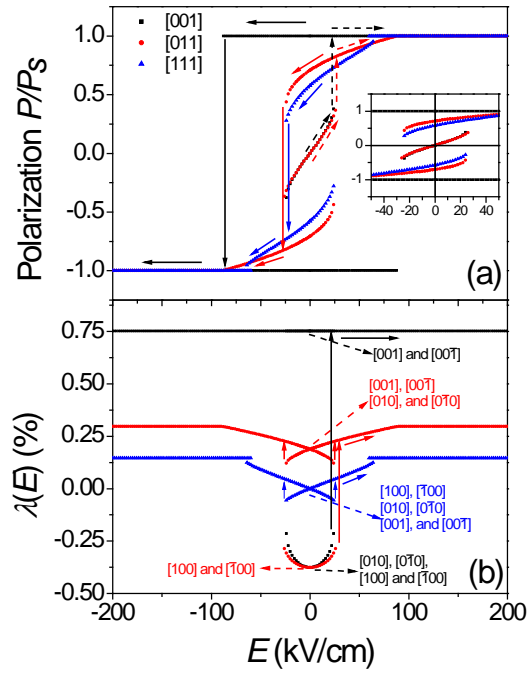 [001]
[011]
[111]
Polarization P/Ps
1.0
0.5
0.0
-0.5
-1.0
1
0
-1
-40 -20 0 20 40
(a)
λ(E) (%)
0.75
0.50
0.25
0.00
-0.25
-0.50
[001] and [001̄]
[001], [001̄]
[010], and [01̄0]
[100], [1̄00]
[010], [01̄0]
[001], and [001̄]
[100] and [1̄00]
[010], [01̄0],
[100] and [1̄00]
(b)
-200 -100 0 100 200
E (kV/cm)